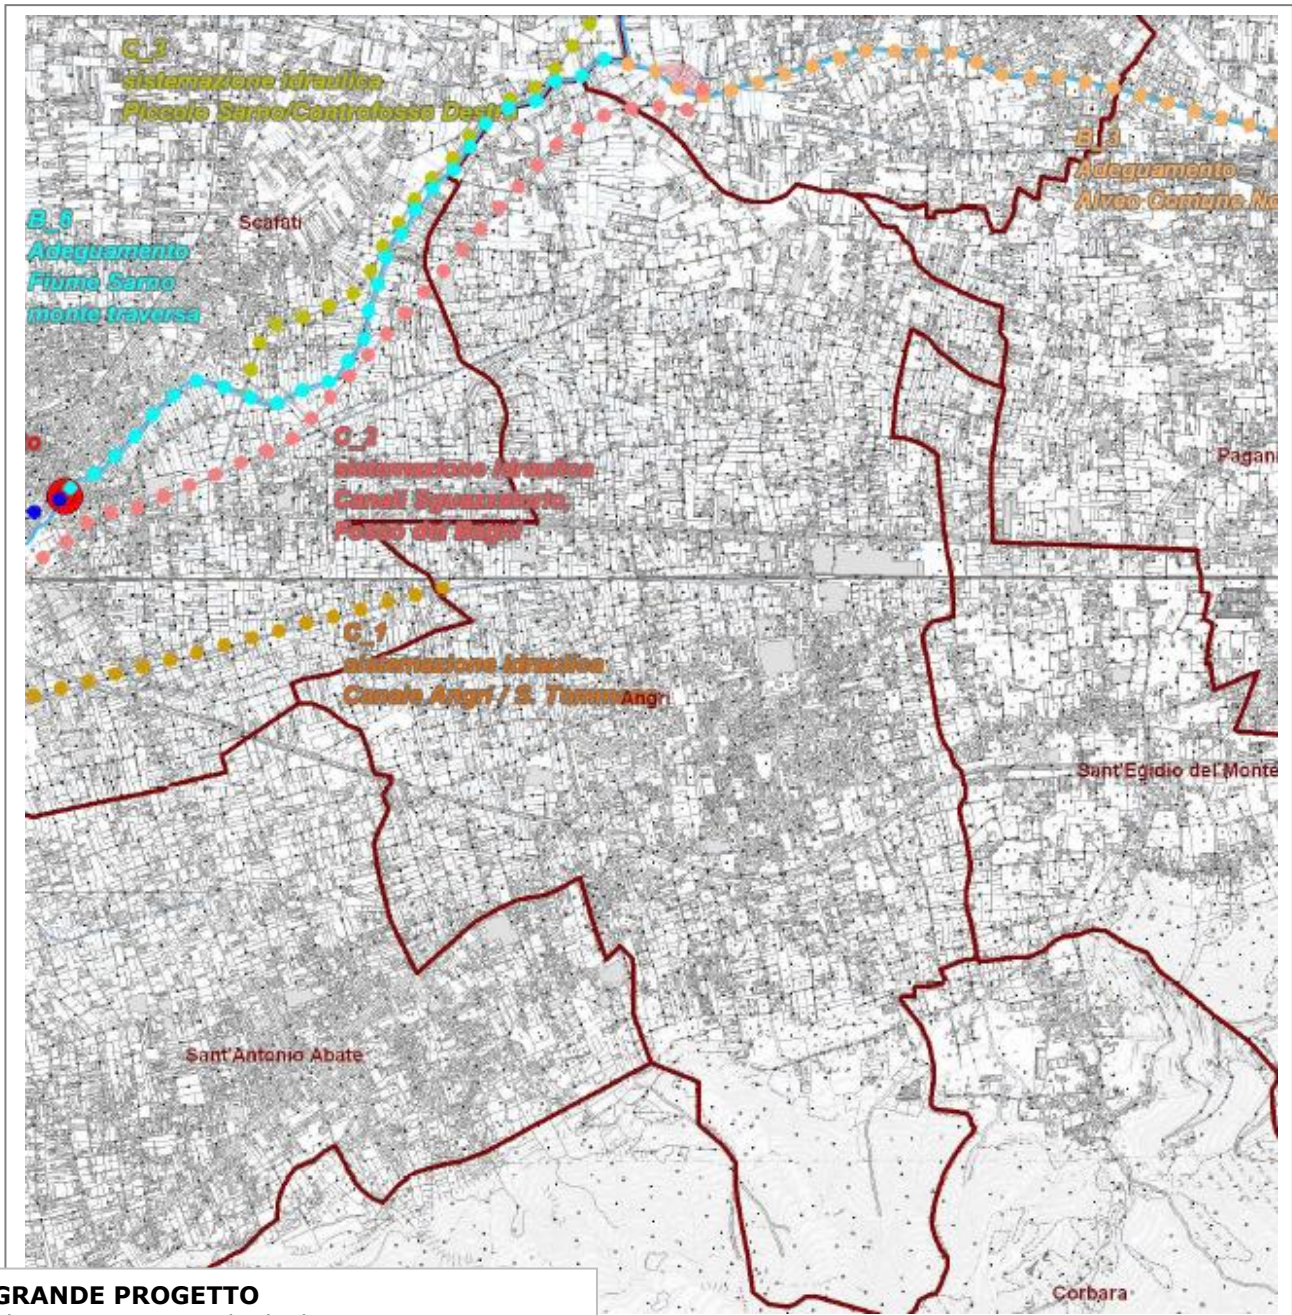 C_3
sistemazione idraulica
Piccolo Sarno/Controfosso Destro
B_3
Adeguamento
Alveo Comune No
B_6
Adeguamento
Fiume Sarno
monte traversa
Scafati
o
C_2
sistemazione idraulica
Canali Sguazzatorio,
Fosso dei Bagni
Pagani
C_1
sistemazione idraulica
Canale Angri / S. Tommaso
Angri
Sant'Egidio del Monte
Sant'Antonio Abate
GRANDE PROGETTO
Corbara